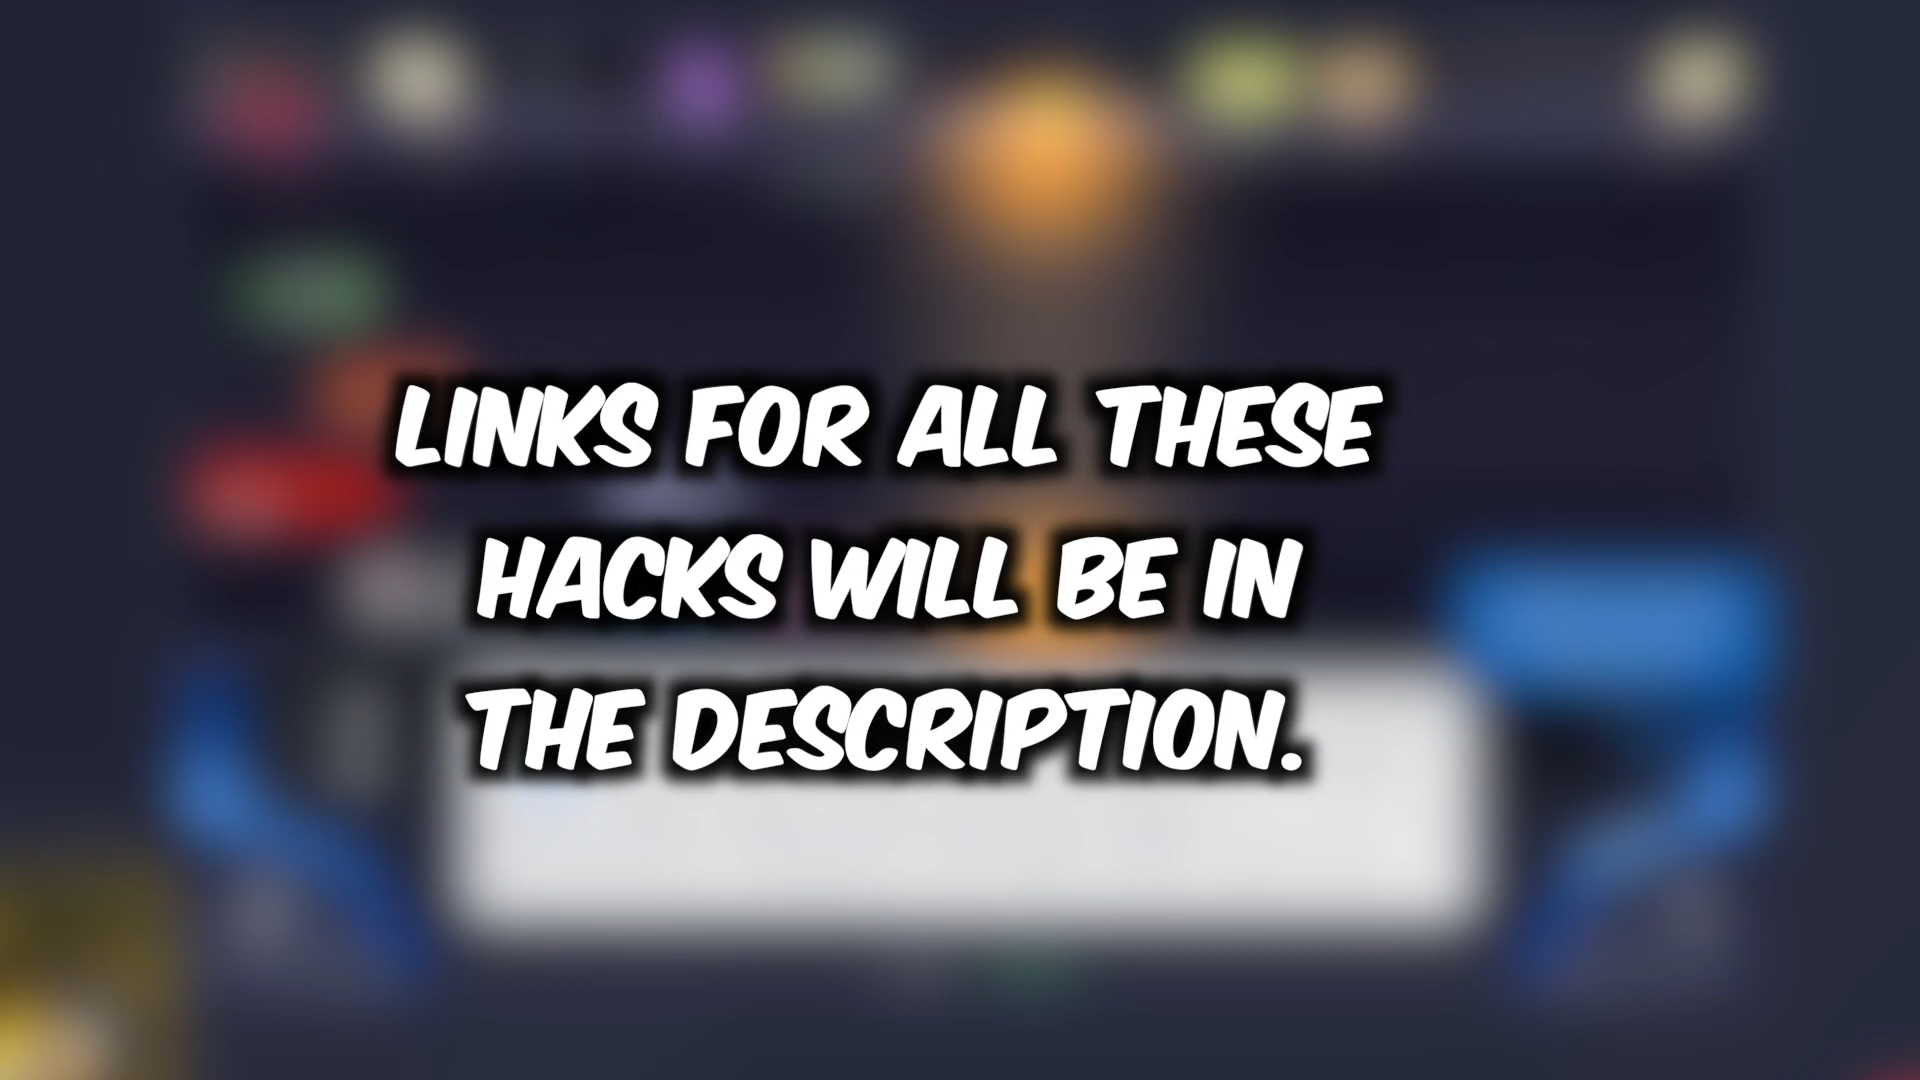 LINKS FOR ALL THESE
HACKS WILL BE IN
THE DESCRIPTION.